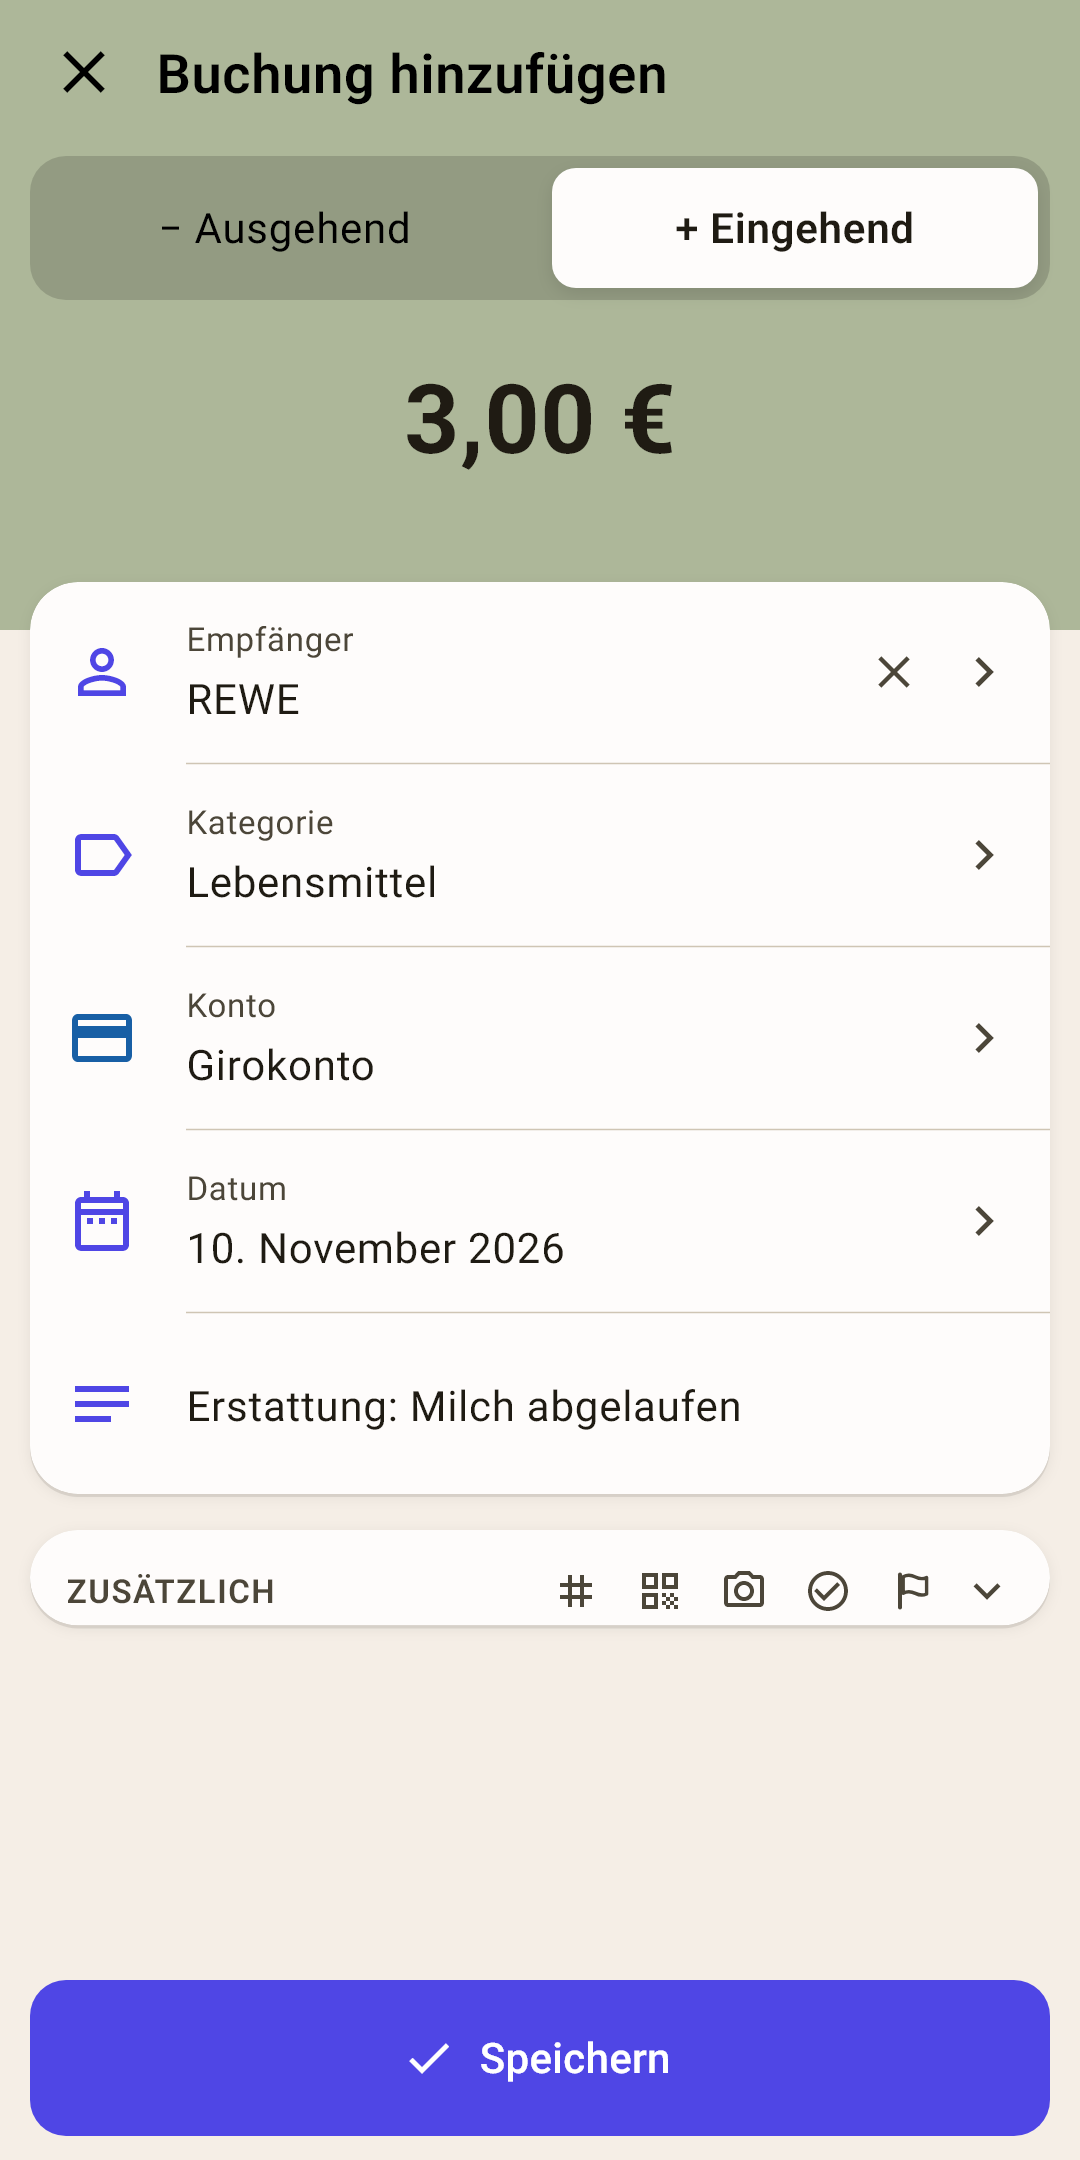 Buchung hinzufügen
− Ausgehend
+ Eingehend
3,00 €
Empfänger
REWE
Kategorie
Lebensmittel
Konto
Girokonto
Datum
10. November 2026
Erstattung: Milch abgelaufen
ZUSÄTZLICH
Speichern